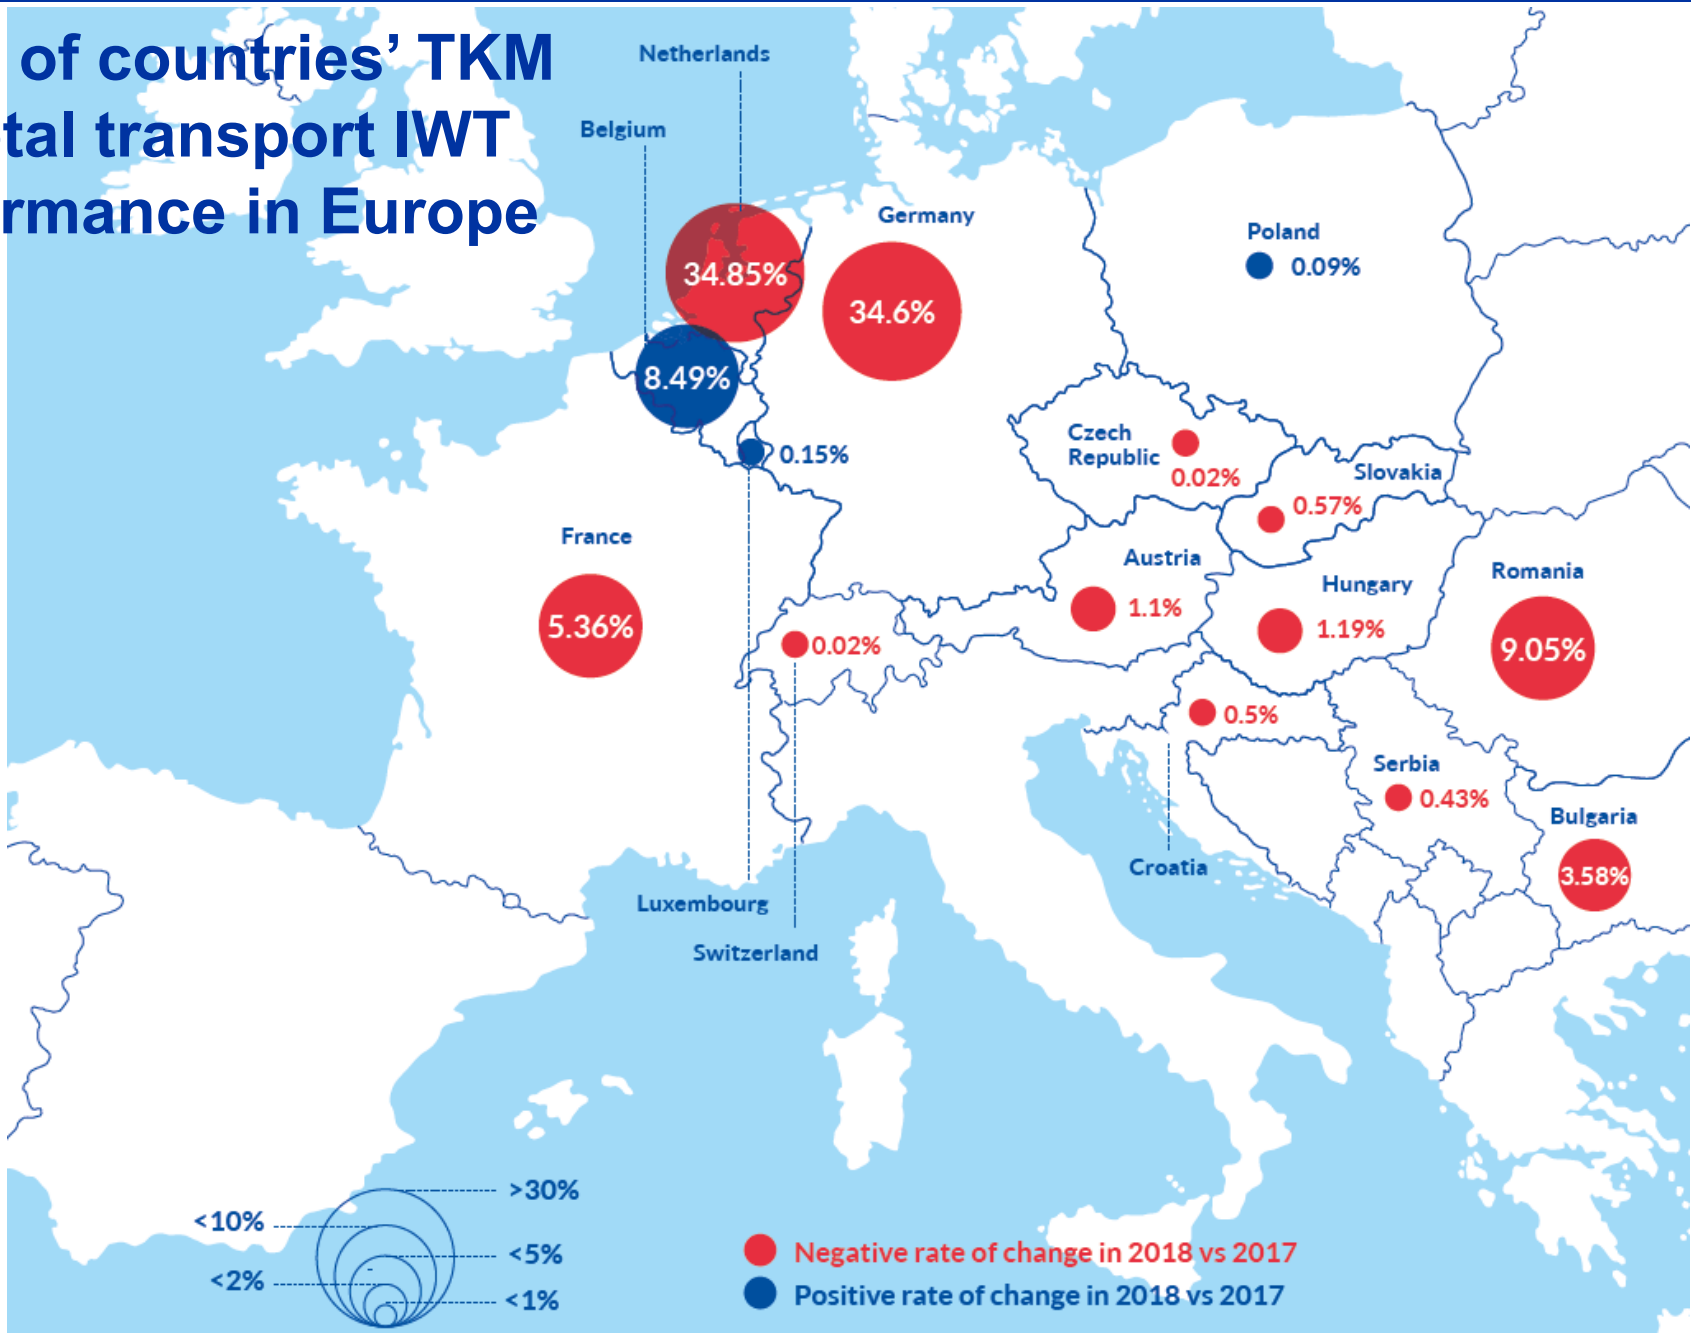 of countries’ TKM
transport IWT
in Europe
Netherlands
Belgium
Germany
Poland
0.09%
34.85%
34.6%
8.49%
0.15%
Czech
Republic
0.02%
Slovakia
0.57%
France
5.36%
Austria
1.1%
Hungary
1.19%
Romania
9.05%
0.02%
0.5%
Serbia
0.43%
Bulgaria
3.58%
Croatia
Luxembourg
Switzerland
>30%
<10%
<5%
<2%
<1%
Negative rate of change in 2018 vs 2017
Positive rate of change in 2018 vs 2017